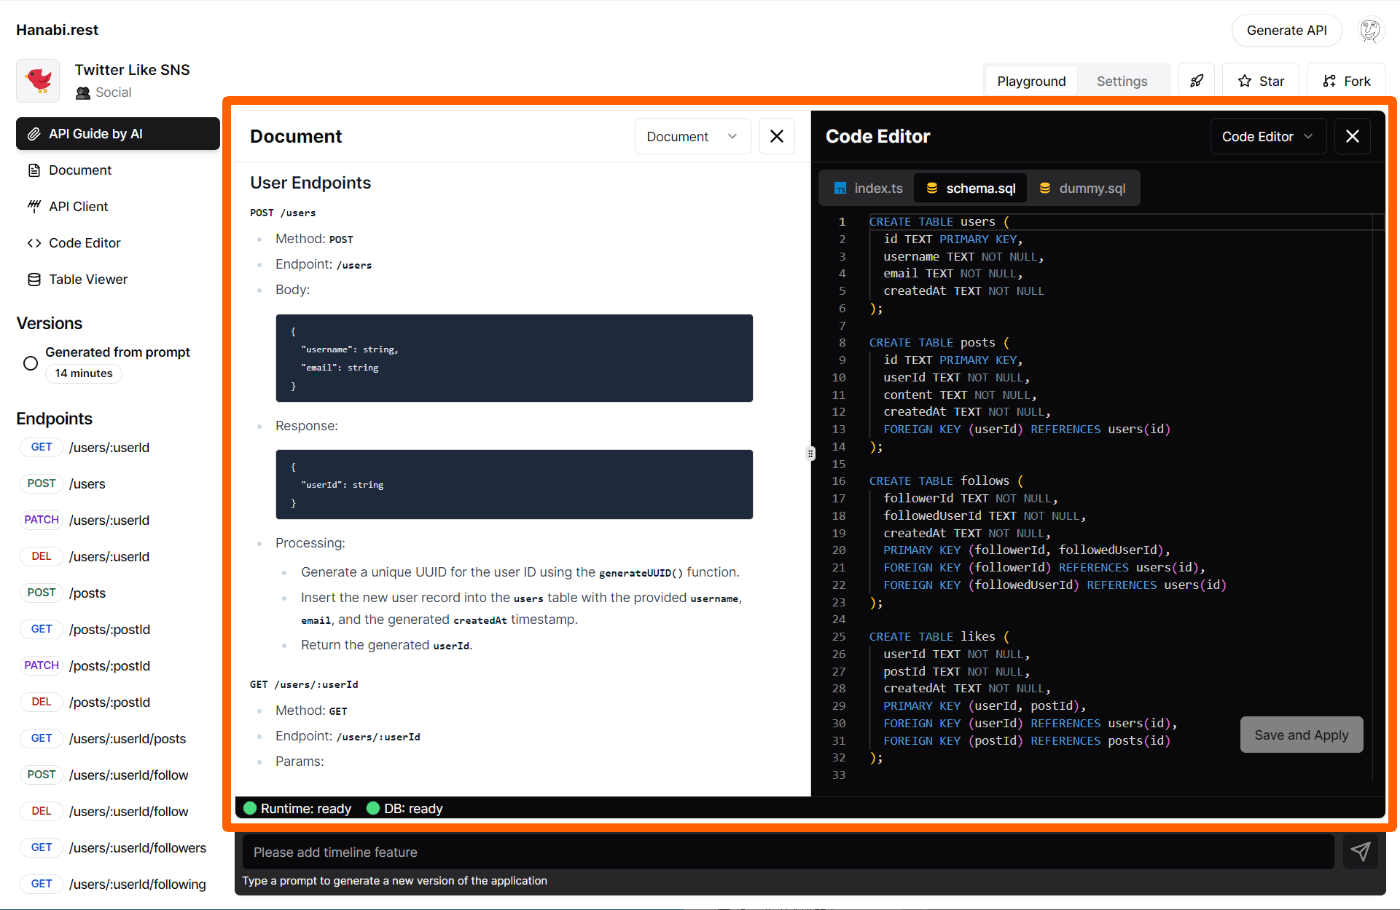 Hanabi.rest
Generate API
Twitter Like SNS
Social
Playground
Settings
Star
Fork
API Guide by AI
Document
API Client
Code Editor
Table Viewer
Versions
Generated from prompt
14 minutes
Endpoints
GET /users/:userId
POST /users
PATCH /users/:userId
DEL /users/:userId
POST /posts
GET /posts/:postId
PATCH /posts/:postId
DEL /posts/:postId
GET /users/:userId/posts
POST /users/:userId/follow
DEL /users/:userId/follow
GET /users/:userId/followers
GET /users/:userId/following
Document
Document
User Endpoints
POST /users
Method: POST
Endpoint: /users
Body:
{
"username": string,
"email": string
}
Response:
{
"userId": string
}
Processing:
Generate a unique UUID for the user ID using the generateUUID() function.
Insert the new user record into the users table with the provided username,
email, and the generated createdAt timestamp.
Return the generated userId.
GET /users/:userId
Method: GET
Endpoint: /users/:userId
Params:
Code Editor
Code Editor
TS index.ts
schema.sql
dummy.sql
1 CREATE TABLE users (
2 id TEXT PRIMARY KEY,
3 username TEXT NOT NULL,
4 email TEXT NOT NULL,
5 createdAt TEXT NOT NULL
6 );
7
8 CREATE TABLE posts (
9 id TEXT PRIMARY KEY,
10 userId TEXT NOT NULL,
11 content TEXT NOT NULL,
12 createdAt TEXT NOT NULL,
13 FOREIGN KEY (userId) REFERENCES users(id)
14 );
15
16 CREATE TABLE follows (
17 followerId TEXT NOT NULL,
18 followedUserId TEXT NOT NULL,
19 createdAt TEXT NOT NULL,
20 PRIMARY KEY (followerId, followedUserId),
21 FOREIGN KEY (followerId) REFERENCES users(id),
22 FOREIGN KEY (followedUserId) REFERENCES users(id)
23 );
24
25 CREATE TABLE likes (
26 userId TEXT NOT NULL,
27 postId TEXT NOT NULL,
28 createdAt TEXT NOT NULL,
29 PRIMARY KEY (userId, postId),
30 FOREIGN KEY (userId) REFERENCES users(id),
31 FOREIGN KEY (postId) REFERENCES posts(id)
32 );
33
Save and Apply
Runtime: ready
DB: ready
Please add timeline feature
Type a prompt to generate a new version of the application